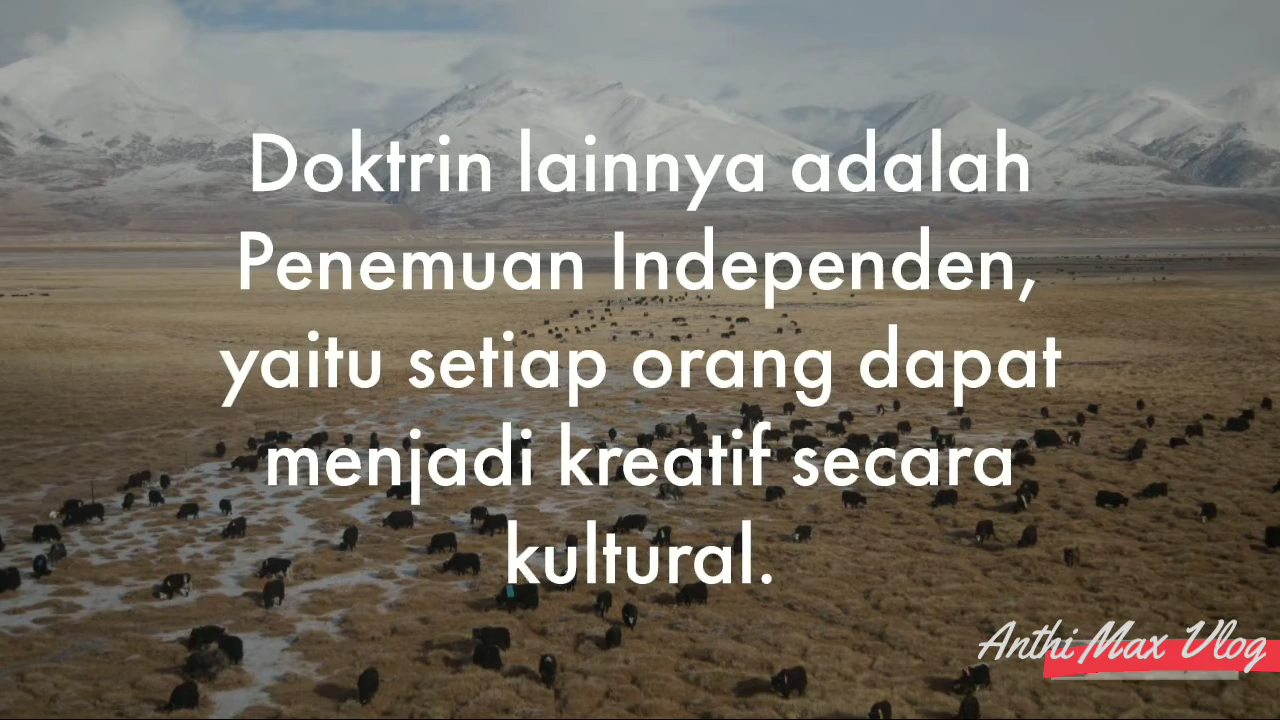 Doktrin lainnya adalah
Penemuan Independen,
yaitu setiap orang dapat
menjadi kreatif secara
kultural.
Anthi Max Vlog